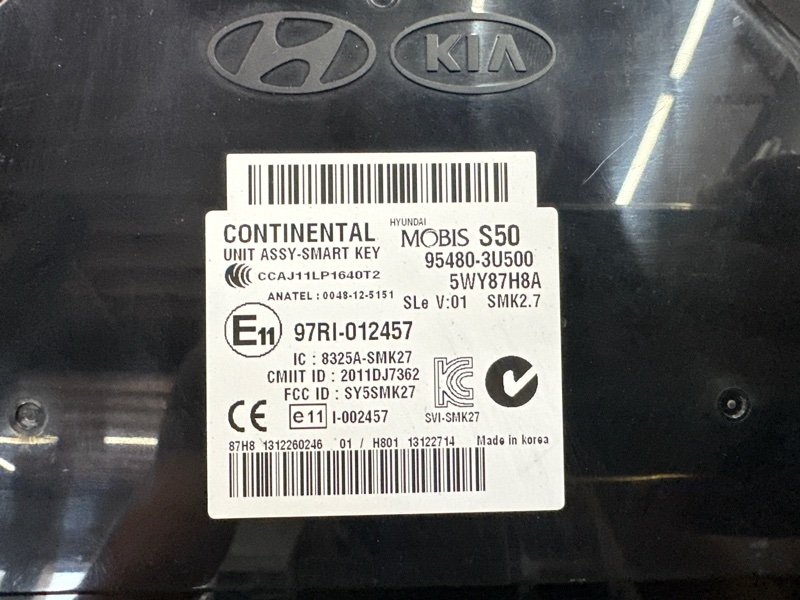 KIA
CONTINENTAL HYUNDAI MOBIS S50
UNIT ASSY-SMART KEY 95480-3U500
CCAJ11LP1640T2 5WY87H8A
ANATEL : 0048-12-5151 SLe V:01 SMK2.7
E11 97RI-012457
IC : 8325A-SMK27
CMIIT ID : 2011DJ7362
FCC ID : SY5SMK27
CE e11 I-002457 SVI-SMK27
87H8 1312260246 01 / H801 13122714 Made in korea